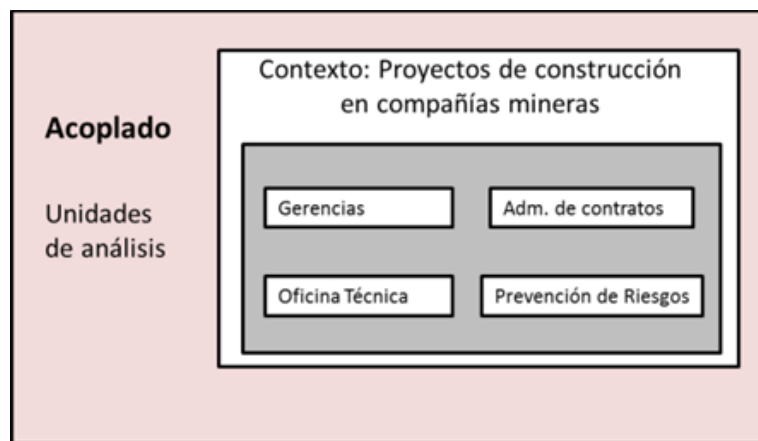 Contexto: Proyectos de construcción
en compañías mineras
Acoplado
Unidades
de análisis
Gerencias
Adm. de contratos
Oficina Técnica
Prevención de Riesgos